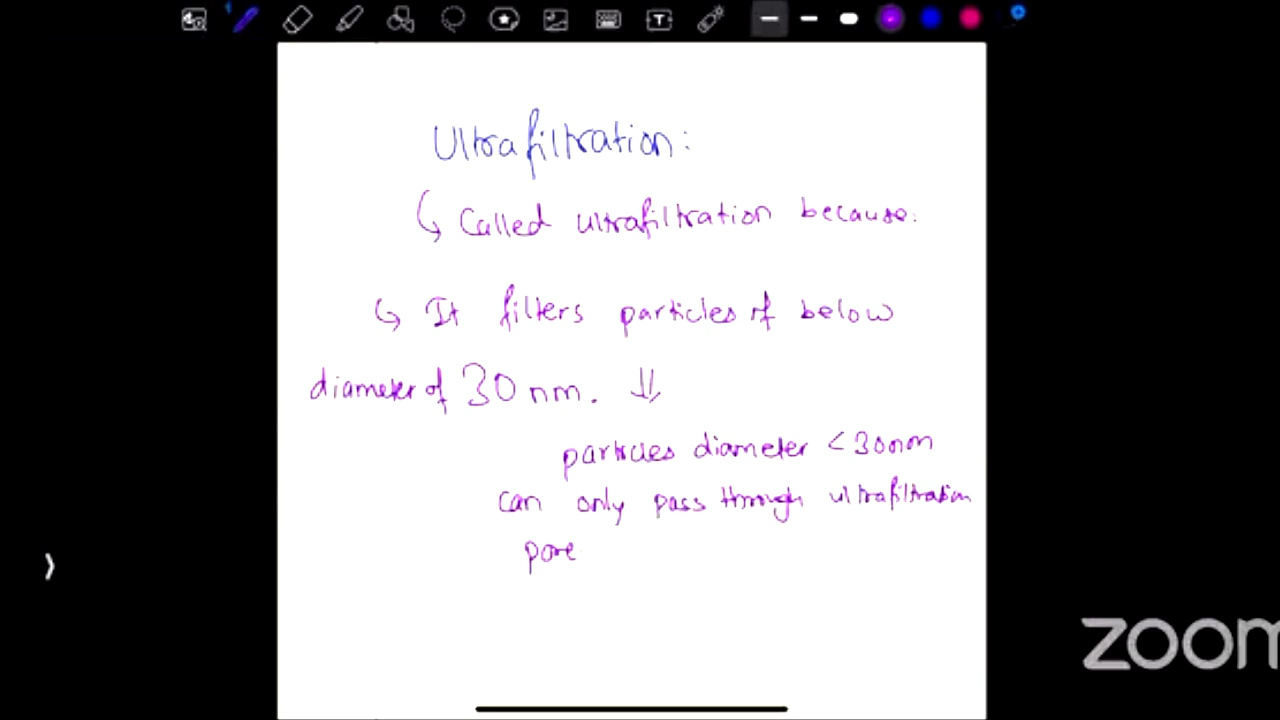 Ultrafiltration:
Called ultrafiltration because.
It filters particles of below
diameter of 30 nm.
particles diameter < 30nm
can only pass through ultrafiltration
pore
zoom